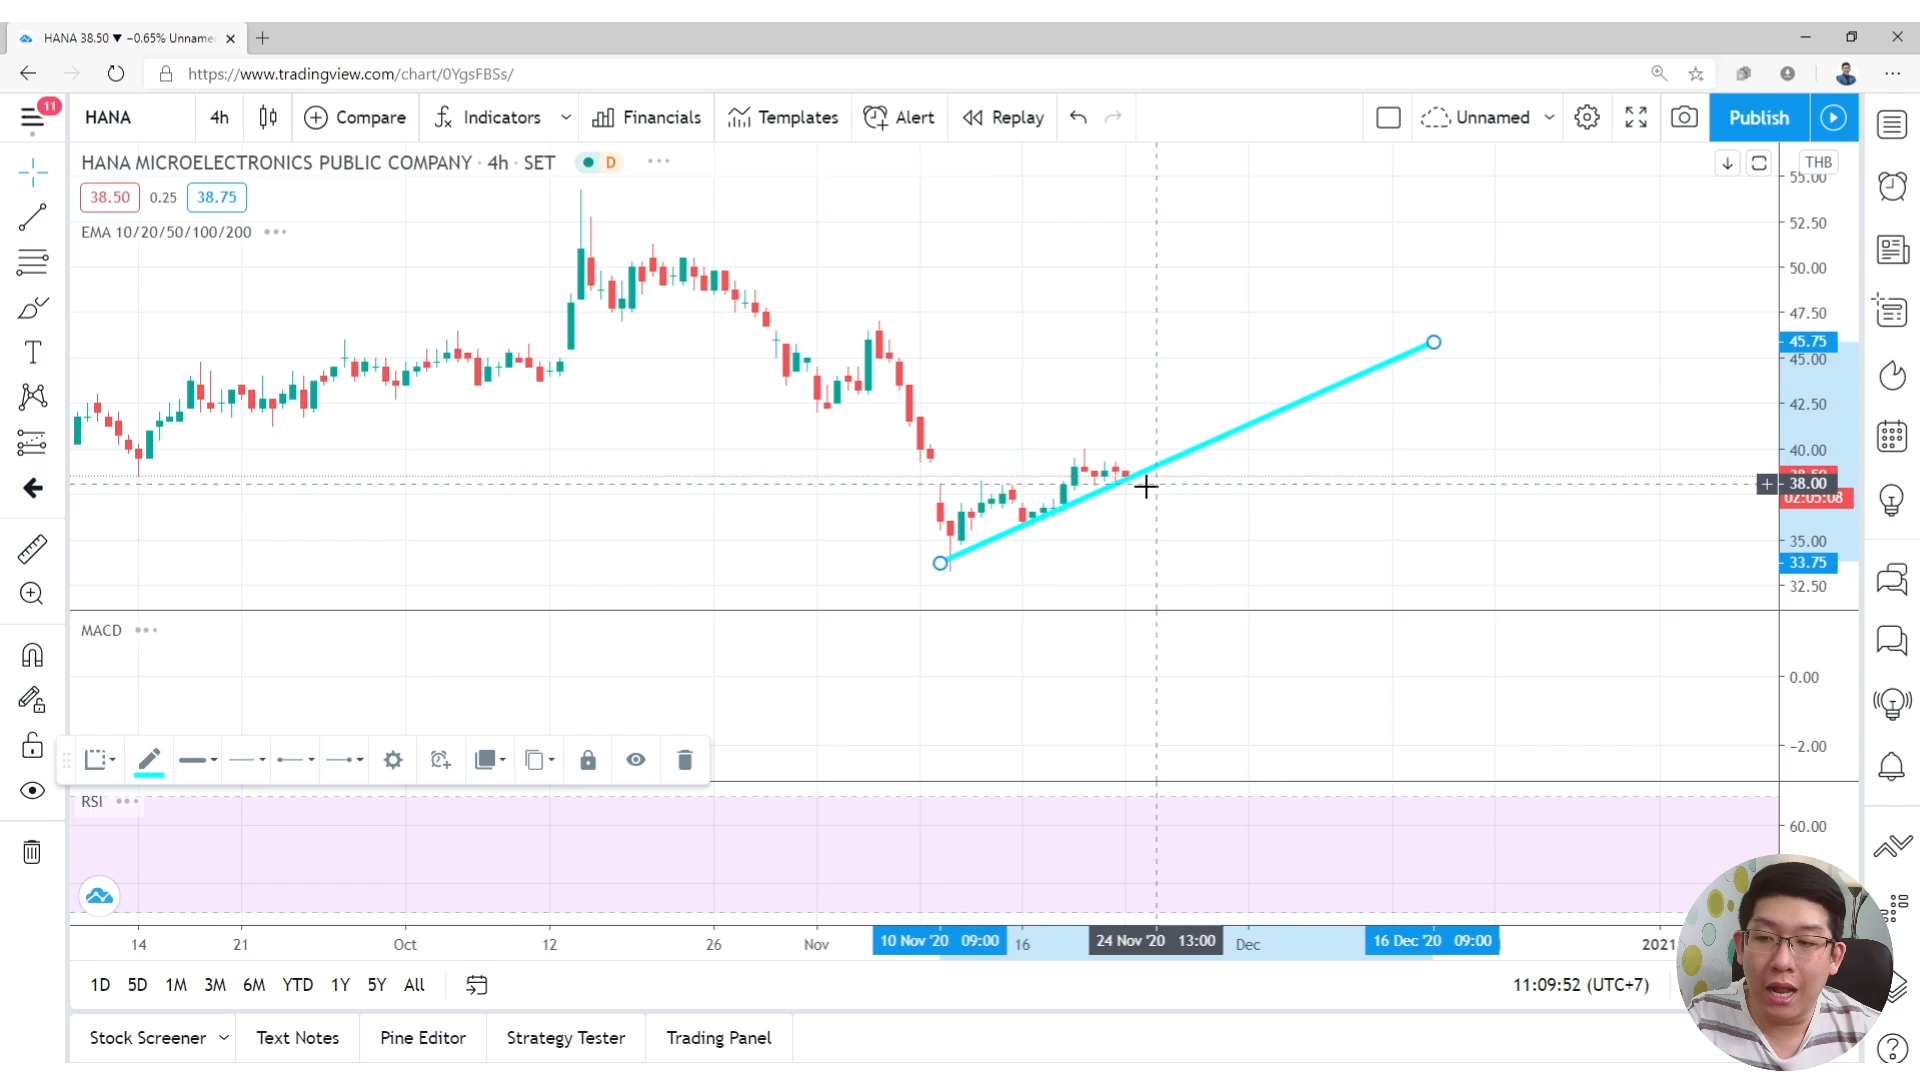 HANA 38.50 ▼ −0.65% Unname
https://www.tradingview.com/chart/0YgsFBSs/
11
HANA 4h Compare Indicators Financials Templates Alert Replay Unnamed Publish
HANA MICROELECTRONICS PUBLIC COMPANY · 4h · SET D
THB
38.50 0.25 38.75
EMA 10/20/50/100/200
55.00
52.50
50.00
47.50
45.75
45.00
42.50
40.00
38.50
38.00
02:05:08
35.00
33.75
32.50
MACD
0.00
−2.00
RSI
60.00
14 21 Oct 12 26 Nov 10 Nov '20 09:00 16 24 Nov '20 13:00 Dec 16 Dec '20 09:00 2021
1D 5D 1M 3M 6M YTD 1Y 5Y All 11:09:52 (UTC+7)
Stock Screener Text Notes Pine Editor Strategy Tester Trading Panel